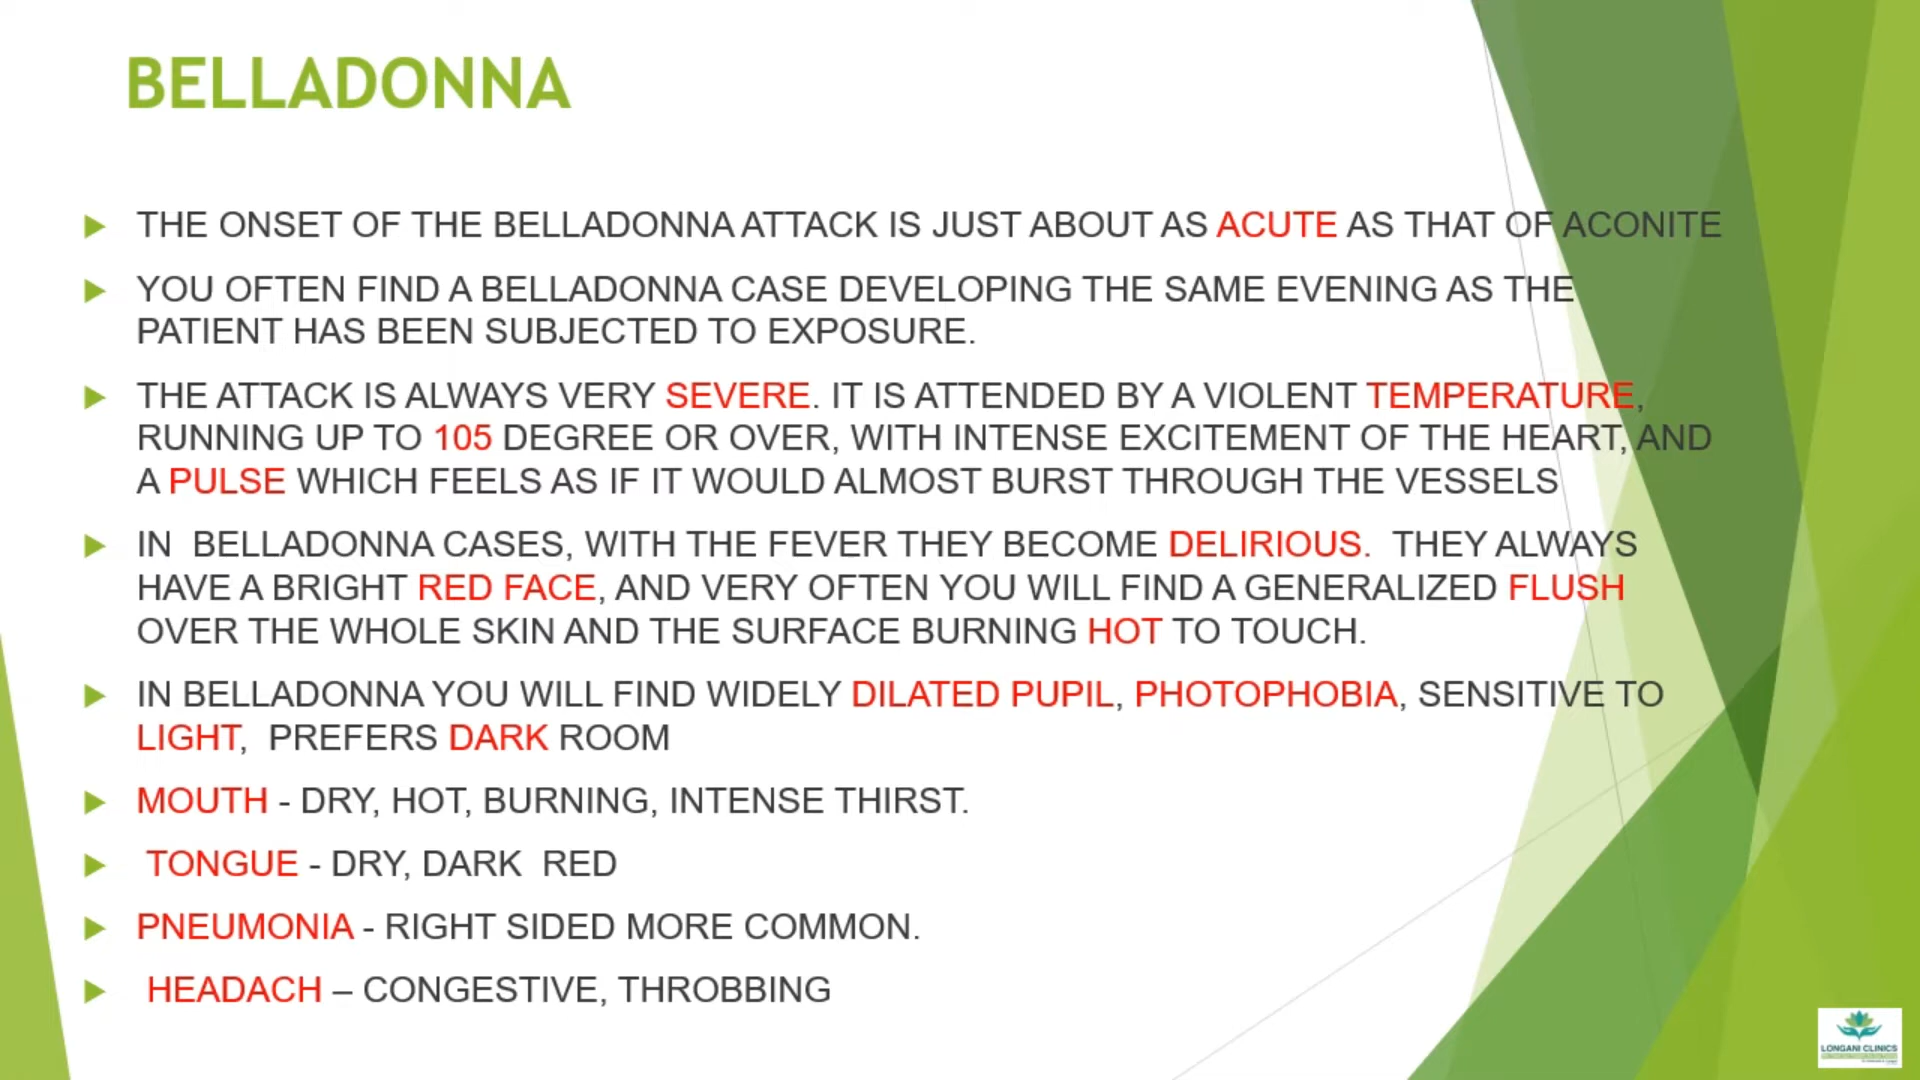 BELLADONNA
THE ONSET OF THE BELLADONNA ATTACK IS JUST ABOUT AS ACUTE AS THAT OF ACONITE
YOU OFTEN FIND A BELLADONNA CASE DEVELOPING THE SAME EVENING AS THE
PATIENT HAS BEEN SUBJECTED TO EXPOSURE.
THE ATTACK IS ALWAYS VERY SEVERE. IT IS ATTENDED BY A VIOLENT TEMPERATURE,
RUNNING UP TO 105 DEGREE OR OVER, WITH INTENSE EXCITEMENT OF THE HEART, AND
A PULSE WHICH FEELS AS IF IT WOULD ALMOST BURST THROUGH THE VESSELS
IN BELLADONNA CASES, WITH THE FEVER THEY BECOME DELIRIOUS. THEY ALWAYS
HAVE A BRIGHT RED FACE, AND VERY OFTEN YOU WILL FIND A GENERALIZED FLUSH
OVER THE WHOLE SKIN AND THE SURFACE BURNING HOT TO TOUCH.
IN BELLADONNA YOU WILL FIND WIDELY DILATED PUPIL, PHOTOPHOBIA, SENSITIVE TO
LIGHT, PREFERS DARK ROOM
MOUTH - DRY, HOT, BURNING, INTENSE THIRST.
TONGUE - DRY, DARK RED
PNEUMONIA - RIGHT SIDED MORE COMMON.
HEADACH – CONGESTIVE, THROBBING
LONGANI CLINICS